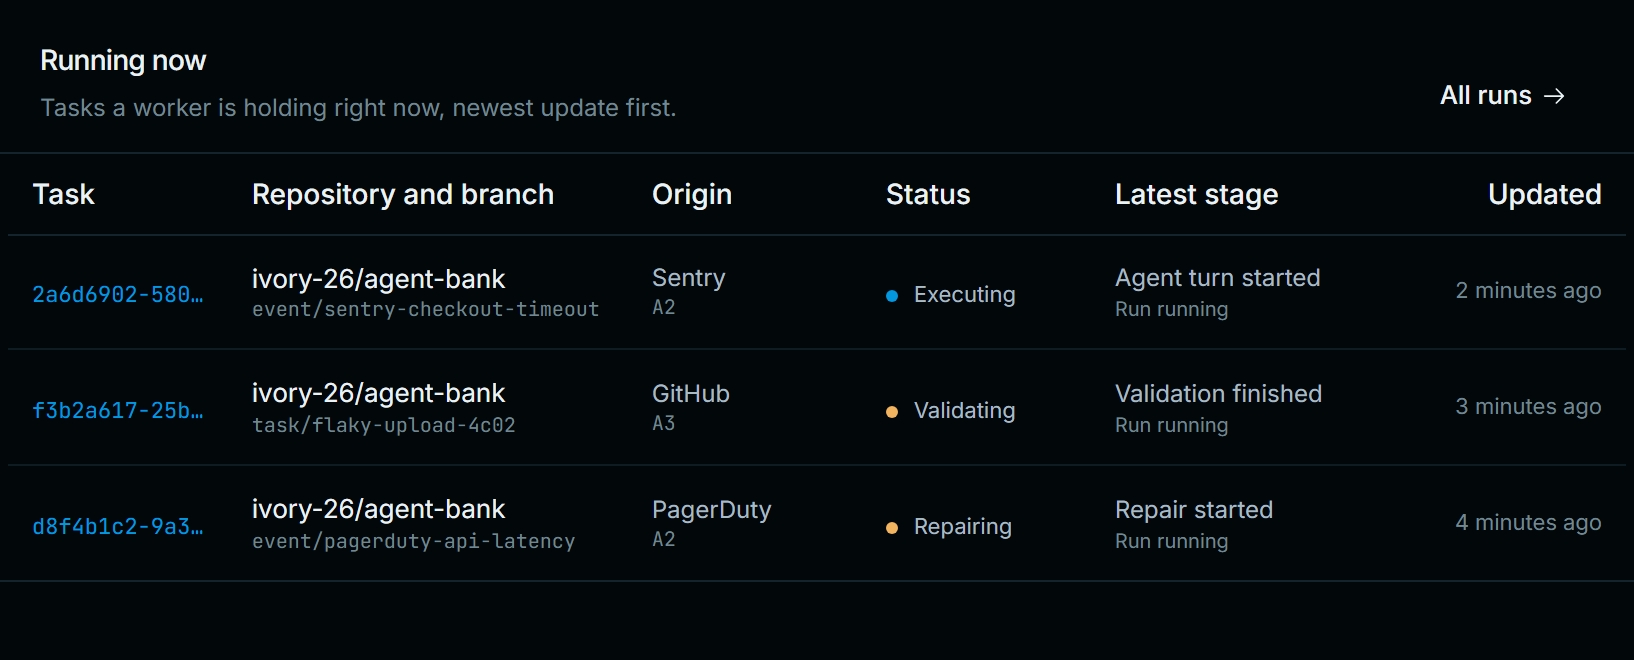 Running now
Tasks a worker is holding right now, newest update first.
All runs →
Task Repository and branch Origin Status Latest stage Updated
2a6d6902-580… ivory-26/agent-bank Sentry Executing Agent turn started 2 minutes ago
event/sentry-checkout-timeout A2 Run running
f3b2a617-25b… ivory-26/agent-bank GitHub Validating Validation finished 3 minutes ago
task/flaky-upload-4c02 A3 Run running
d8f4b1c2-9a3… ivory-26/agent-bank PagerDuty Repairing Repair started 4 minutes ago
event/pagerduty-api-latency A2 Run running